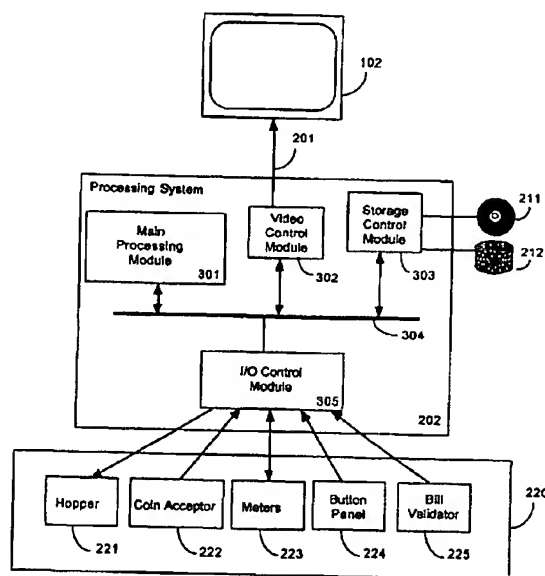 102
201
Processing System
Main
Processing
Module
301
Video
Control
Module
302
Storage
Control
Module
303
211
212
304
I/O Control
Module
305
202
Hopper
Coin Acceptor
Meters
Button
Panel
Bill
Validator
220
221
222
223
224
225